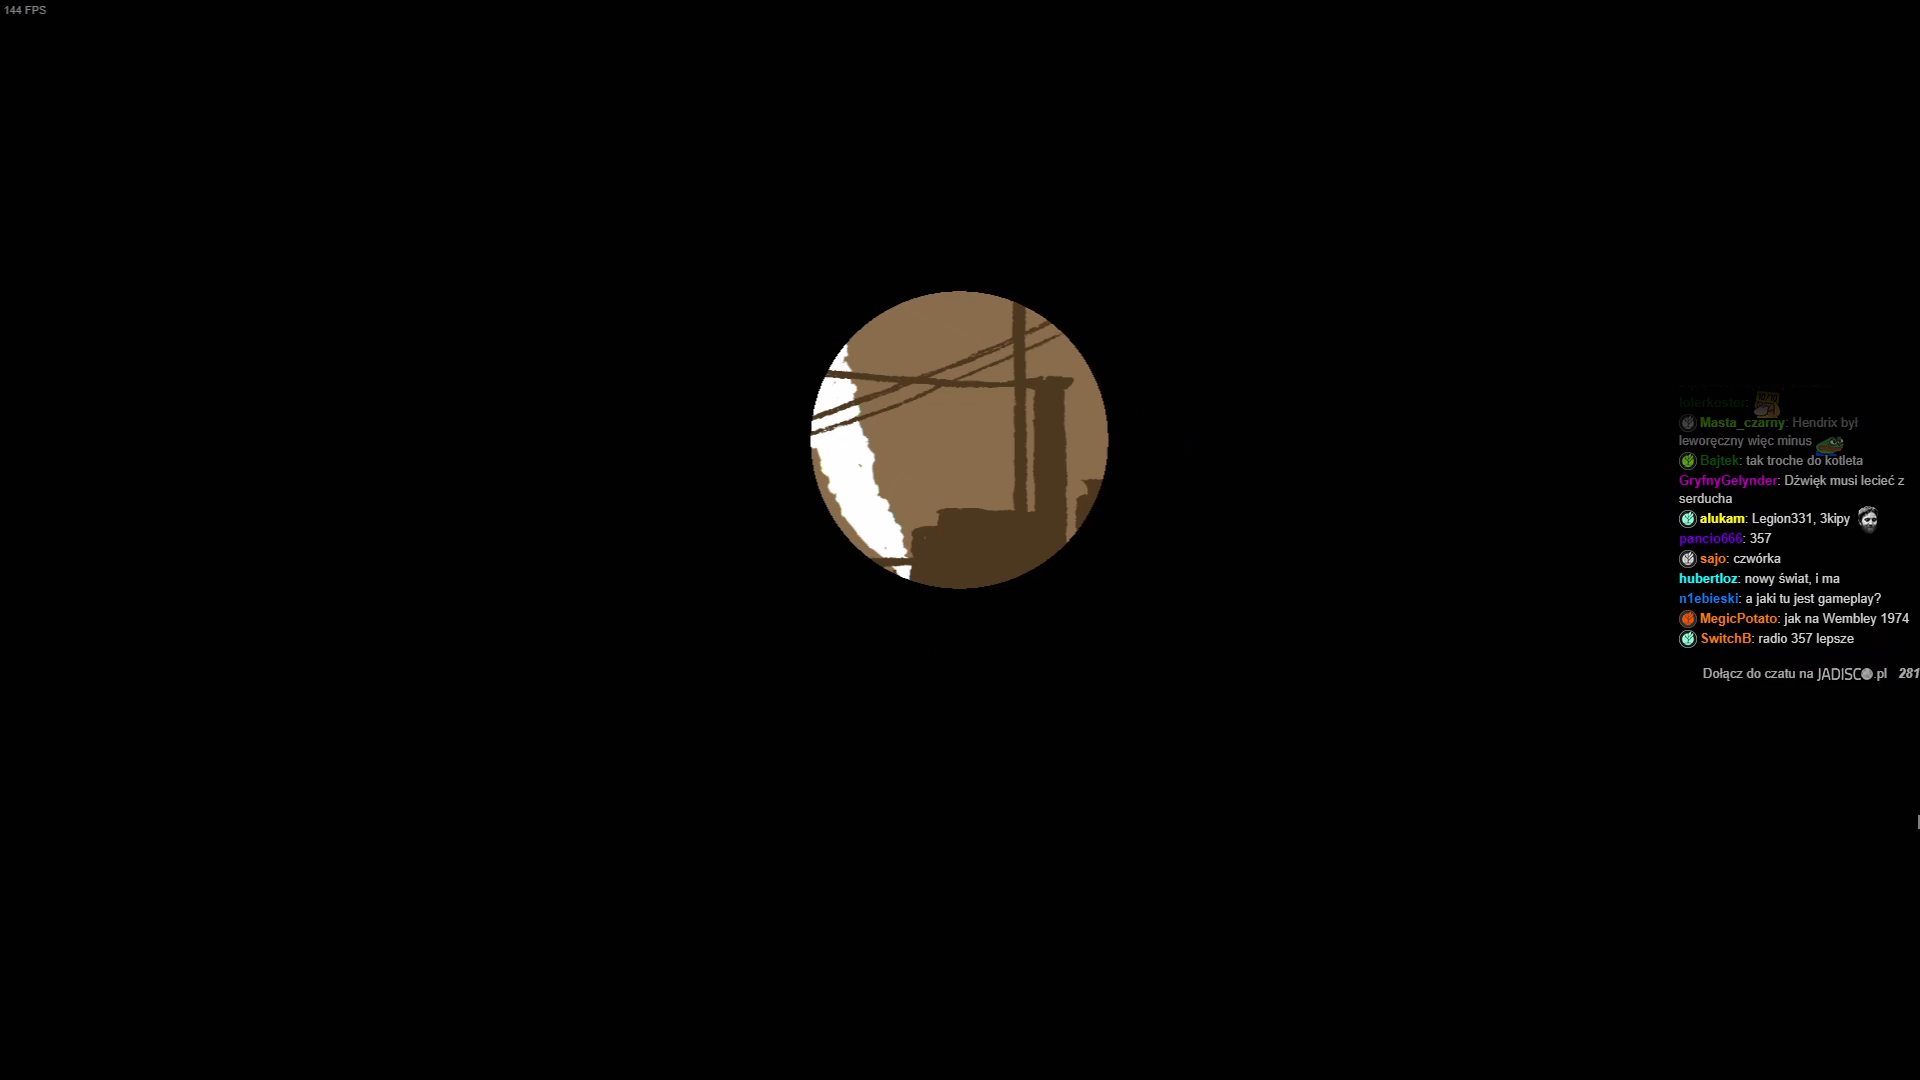 144 FPS
lolerkoster:
Masta_czarny: Hendrix był
leworęczny więc minus
Bajtek: tak troche do kotleta
GryfnyGelynder: Dźwięk musi lecieć z
serducha
alukam: Legion331, 3kipy
pancio666: 357
sajo: czwórka
hubertloz: nowy świat, i ma
n1ebieski: a jaki tu jest gameplay?
MegicPotato: jak na Wembley 1974
SwitchB: radio 357 lepsze
Dołącz do czatu na JADISCO.pl 281